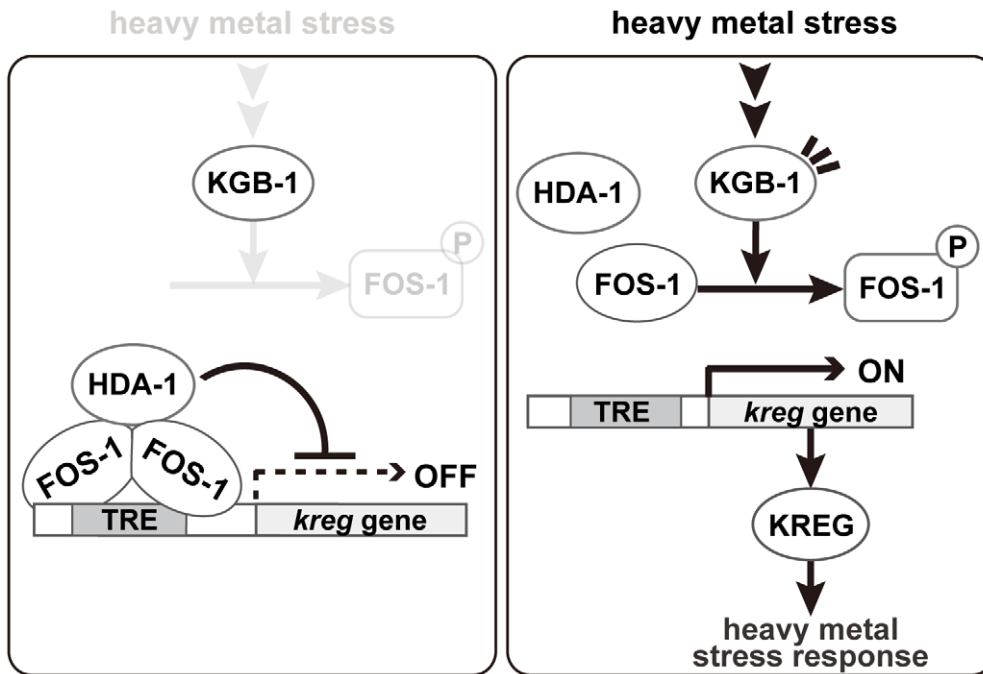 heavy metal stress
KGB-1
P
FOS-1
HDA-1
FOS-1
FOS-1
OFF
TRE
kreg gene
heavy metal stress
HDA-1
KGB-1
P
FOS-1
FOS-1
ON
TRE
kreg gene
KREG
heavy metal
stress response